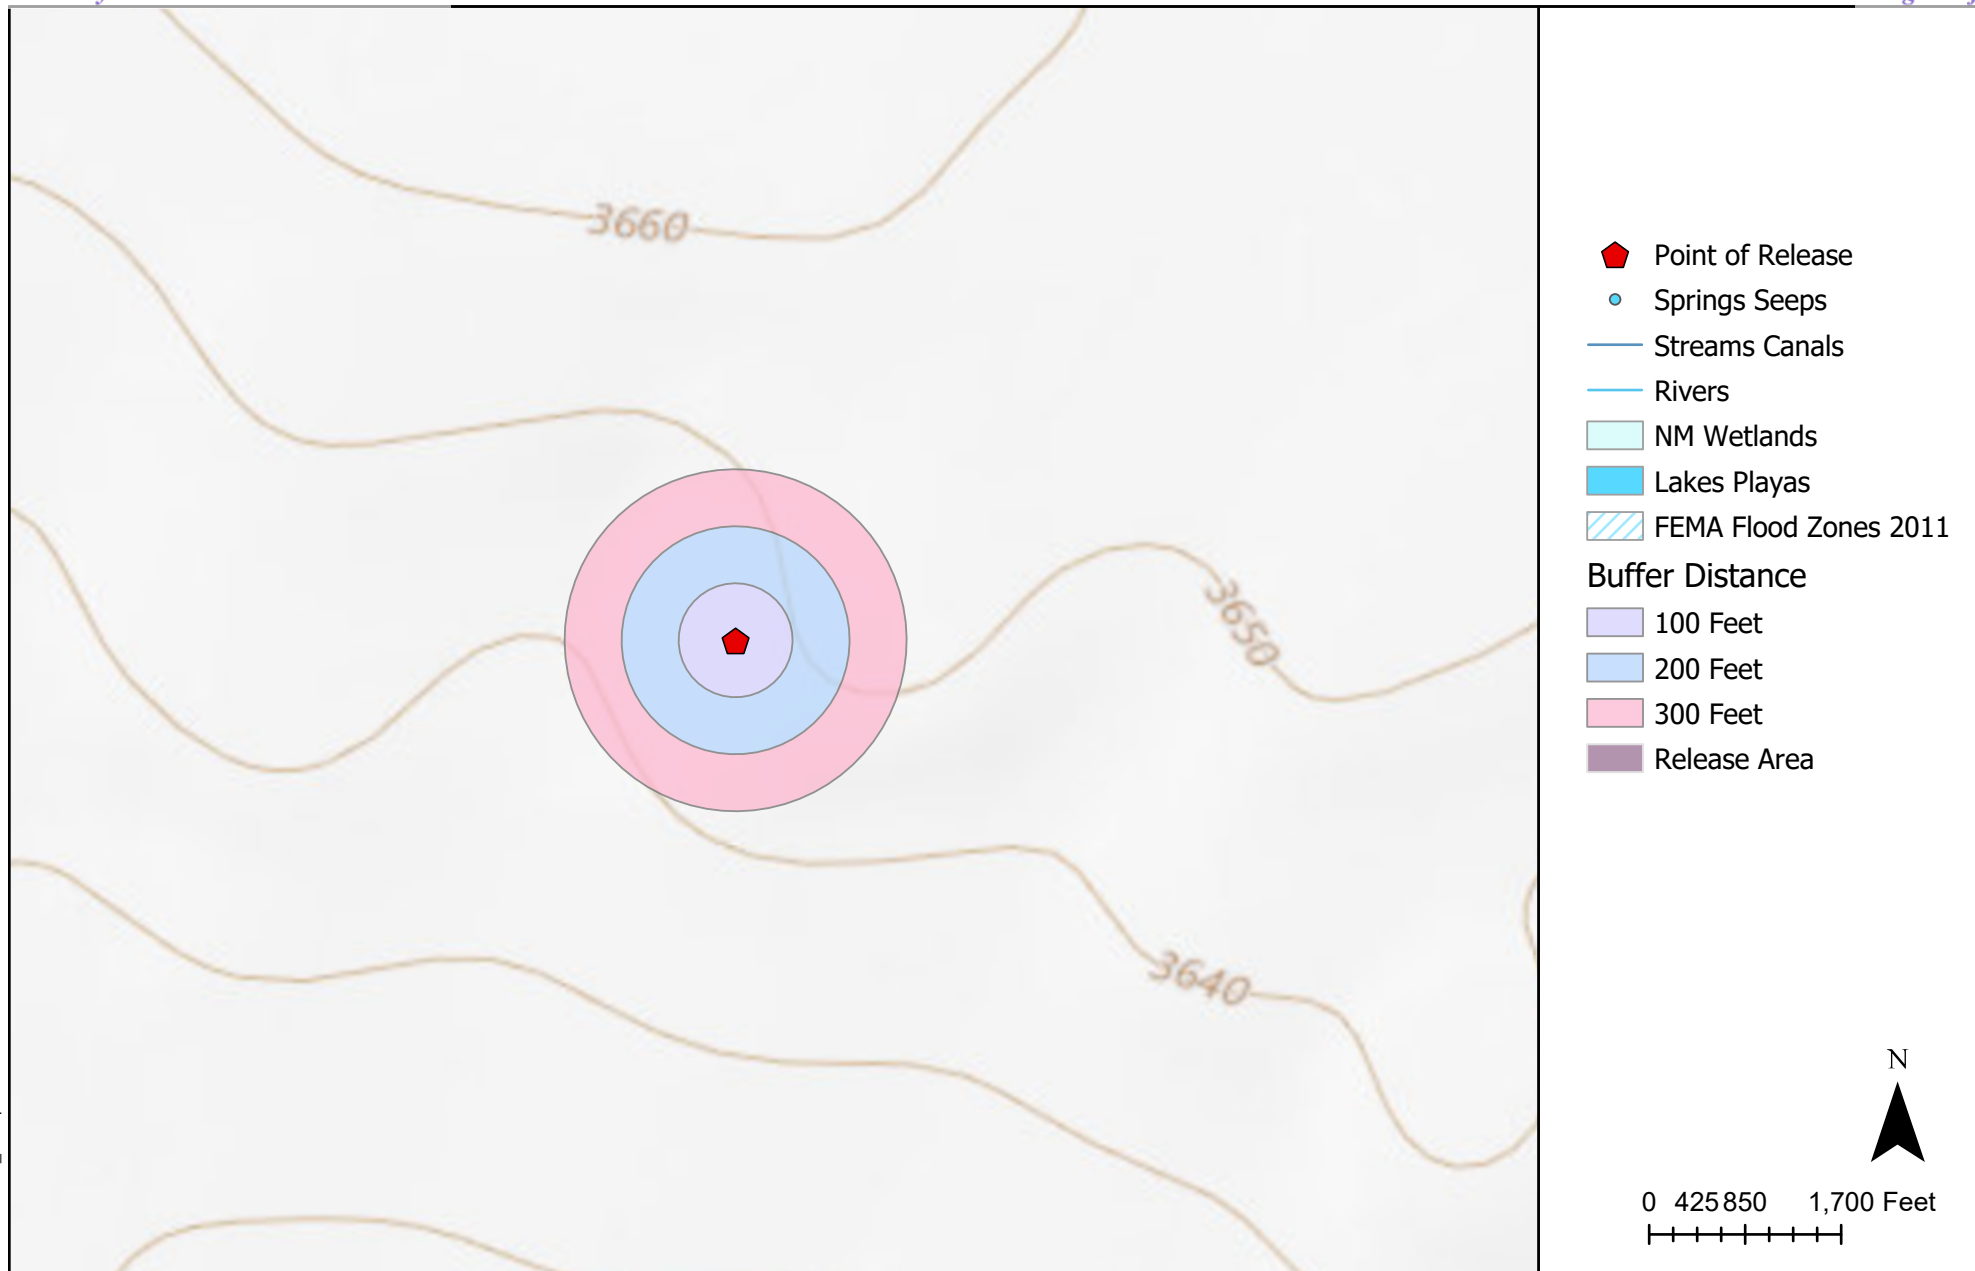 3660
3650
3640
Point of Release
Springs Seeps
Streams Canals
Rivers
NM Wetlands
Lakes Playas
FEMA Flood Zones 2011
Buffer Distance
100 Feet
200 Feet
300 Feet
Release Area
N
0 425 850 1,700 Feet